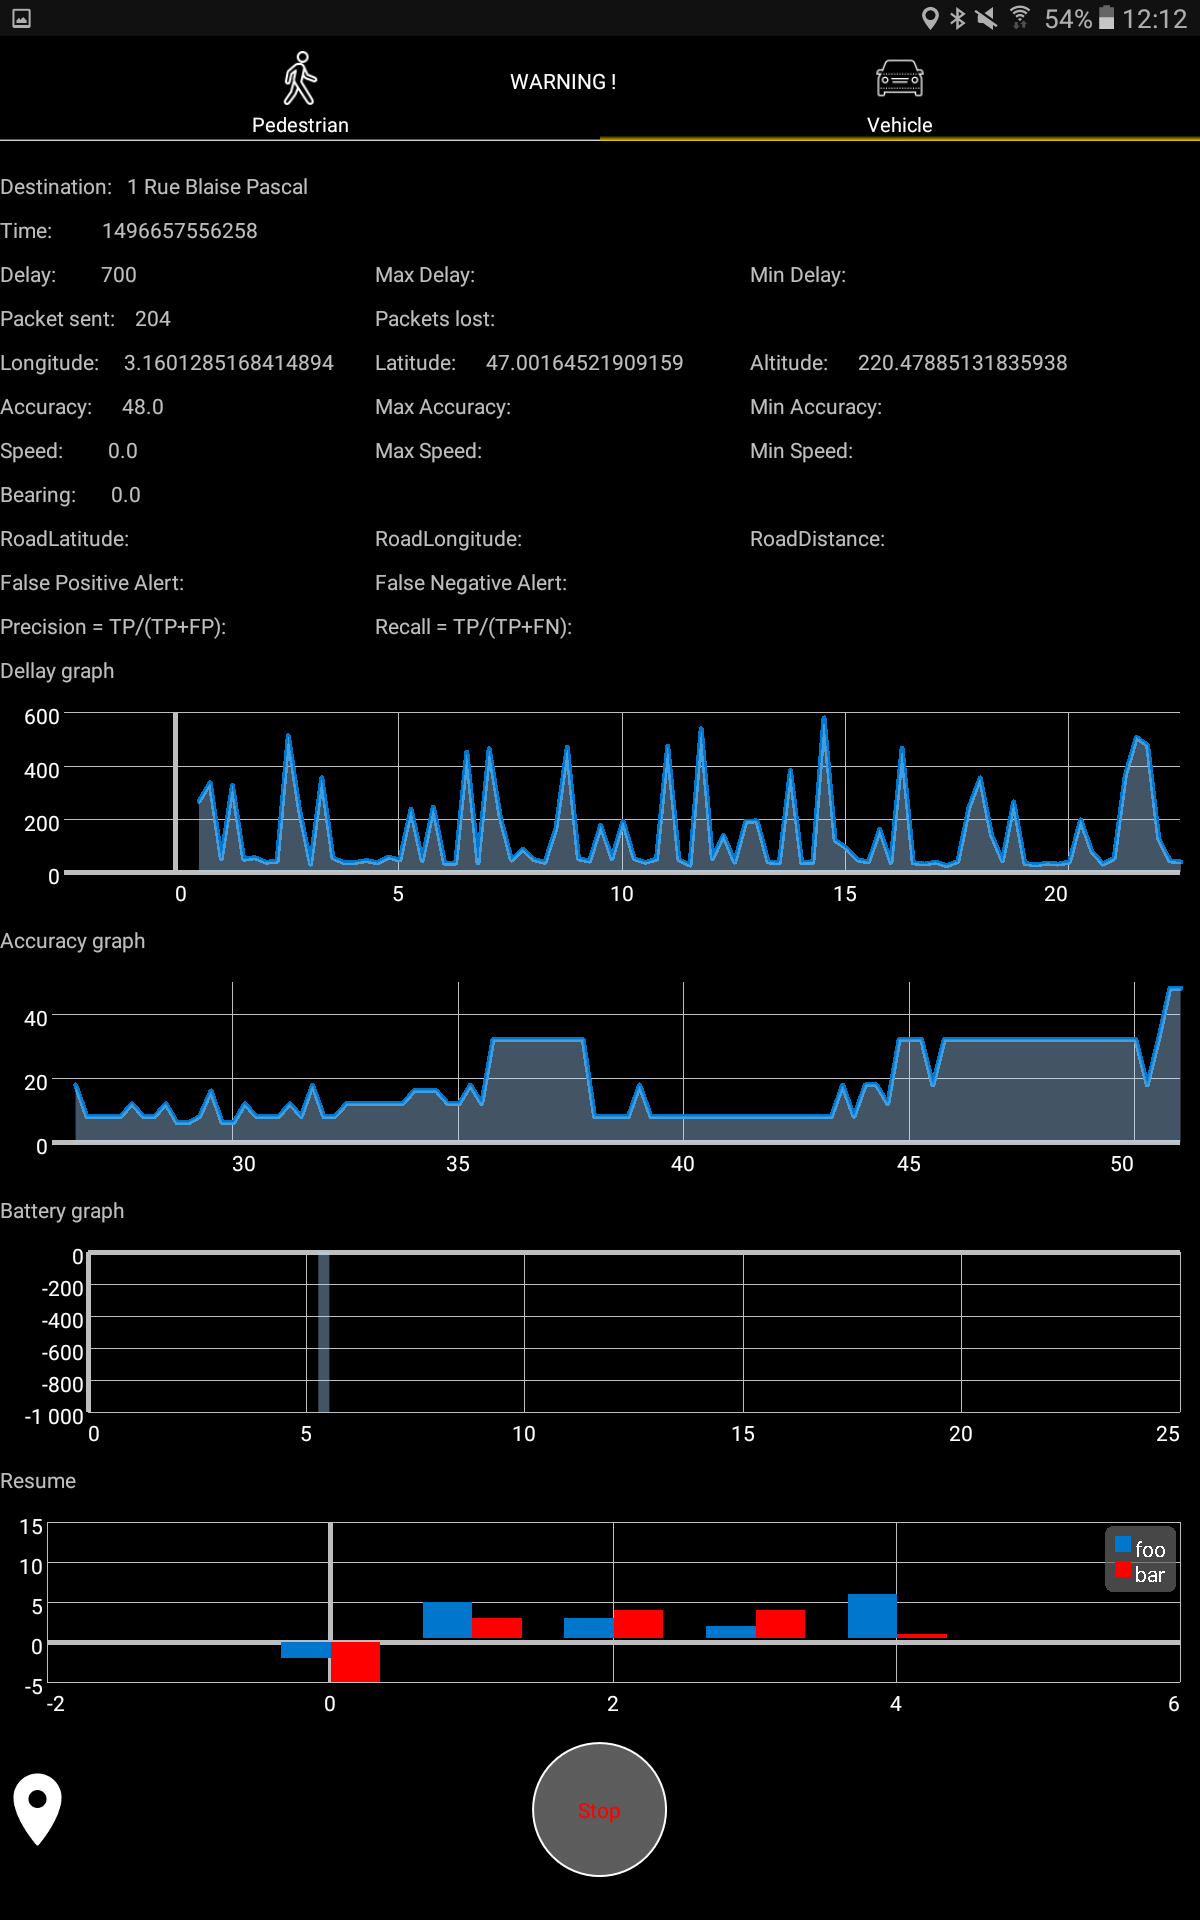 54% 12:12
WARNING !
Pedestrian Vehicle
Destination: 1 Rue Blaise Pascal
Time: 1496657556258
Delay: 700 Max Delay: Min Delay:
Packet sent: 204 Packets lost:
Longitude: 3.1601285168414894 Latitude: 47.00164521909159 Altitude: 220.47885131835938
Accuracy: 48.0 Max Accuracy: Min Accuracy:
Speed: 0.0 Max Speed: Min Speed:
Bearing: 0.0
RoadLatitude: RoadLongitude: RoadDistance:
False Positive Alert: False Negative Alert:
Precision = TP/(TP+FP): Recall = TP/(TP+FN):
Dellay graph
600
400
200
0
0 5 10 15 20
Accuracy graph
40
20
0
30 35 40 45 50
Battery graph
0
-200
-400
-600
-800
-1 000
0 5 10 15 20 25
Resume
15
foo
10
bar
5
0
-5
-2 0 2 4 6
Stop